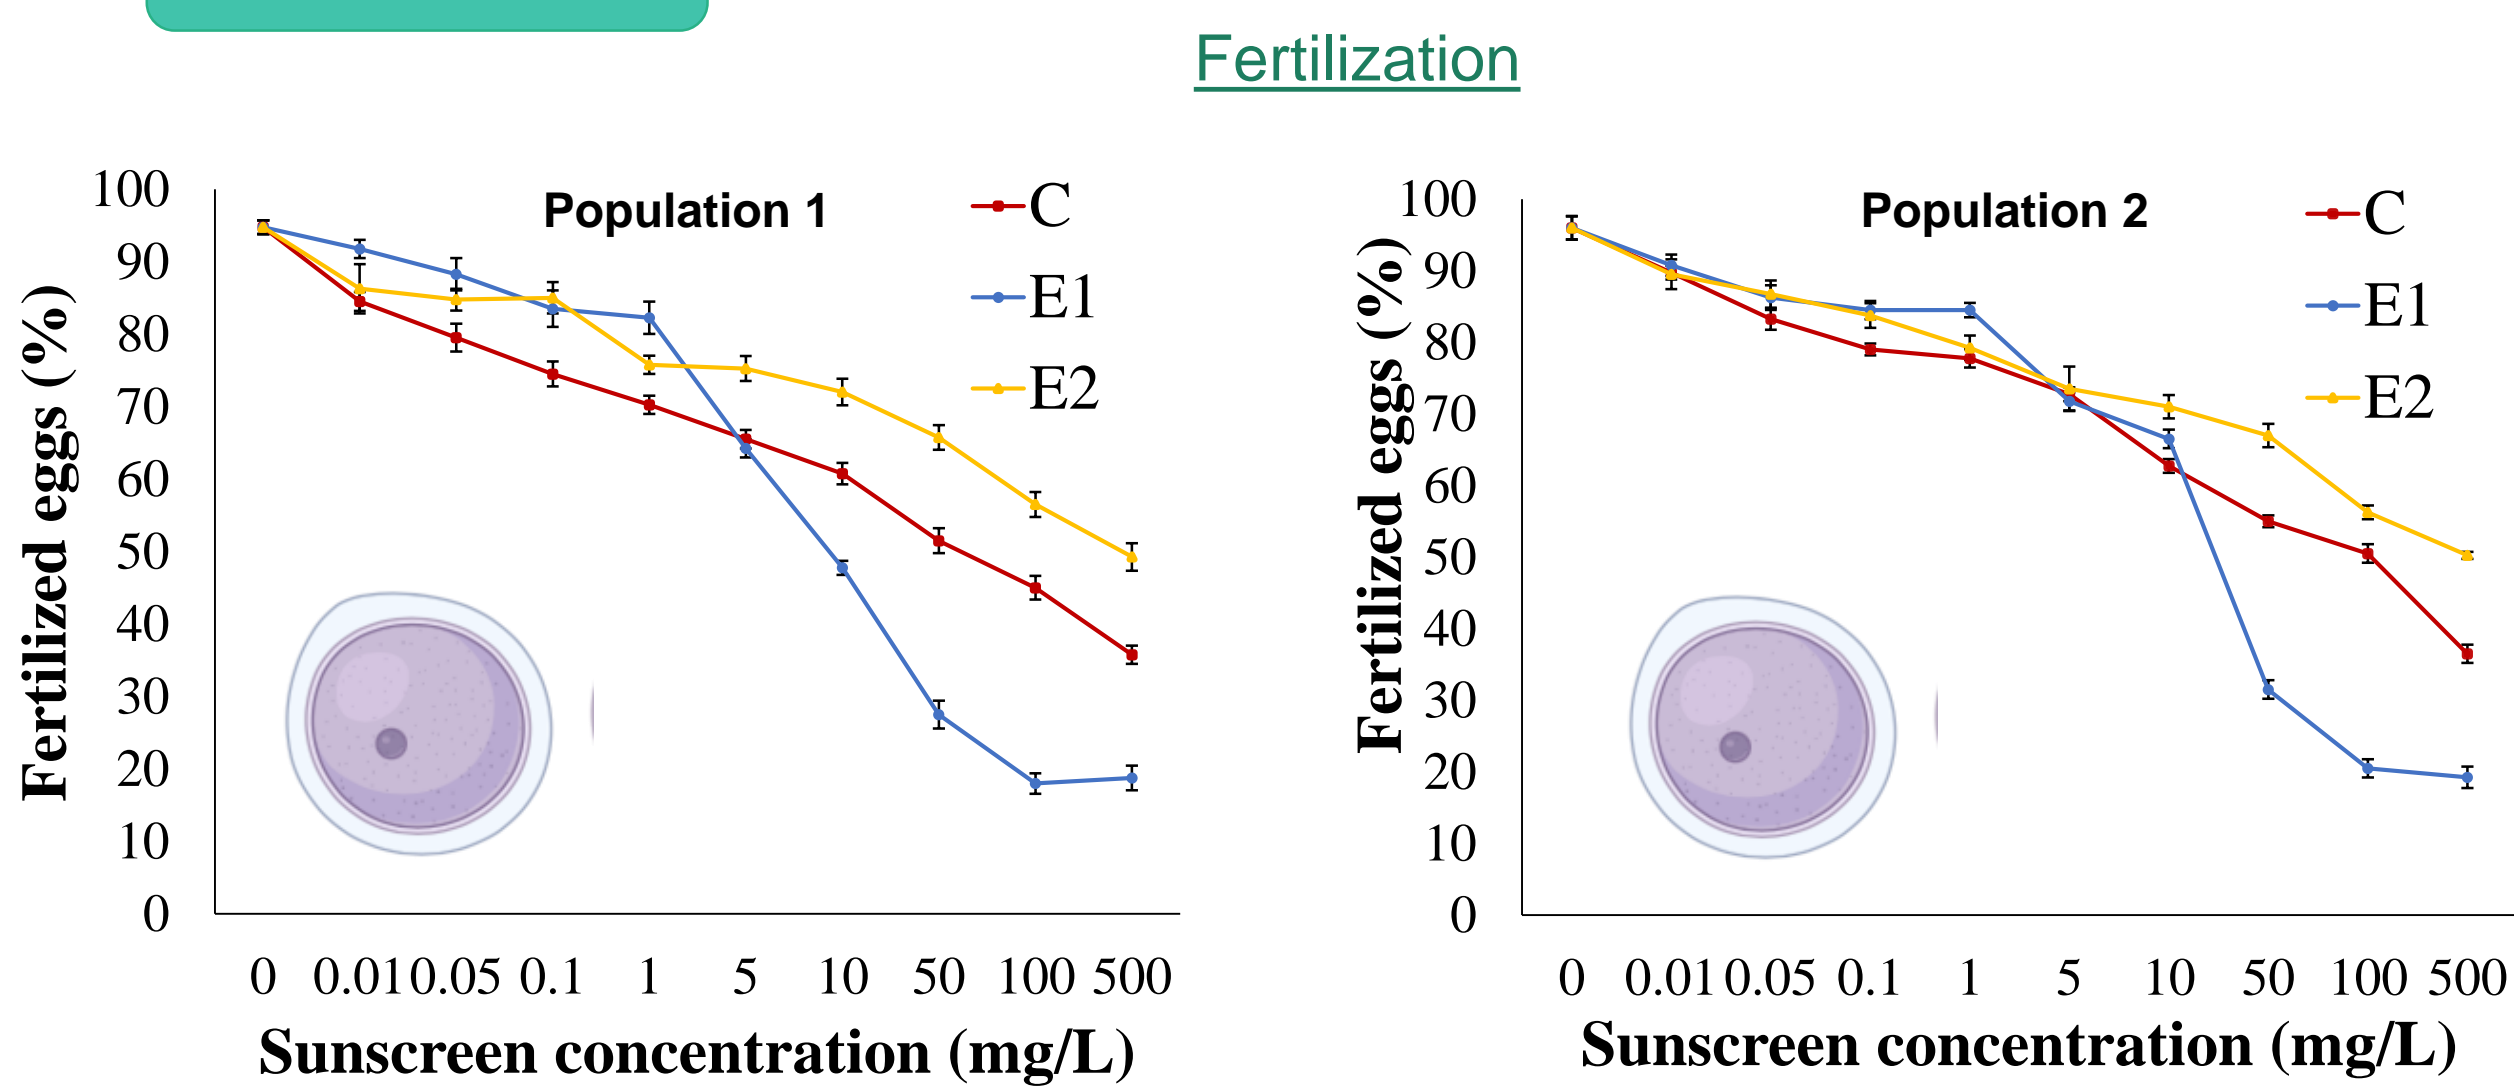 Fertilization
Population 1
C
E1
E2
Fertilized eggs (%)
100
90
80
70
60
50
40
30
20
10
0
0 0.01 0.05 0.1 1 5 10 50 100 500
Sunscreen concentration (mg/L)
Population 2
C
E1
E2
Fertilized eggs (%)
100
90
80
70
60
50
40
30
20
10
0
0 0.01 0.05 0.1 1 5 10 50 100 500
Sunscreen concentration (mg/L)